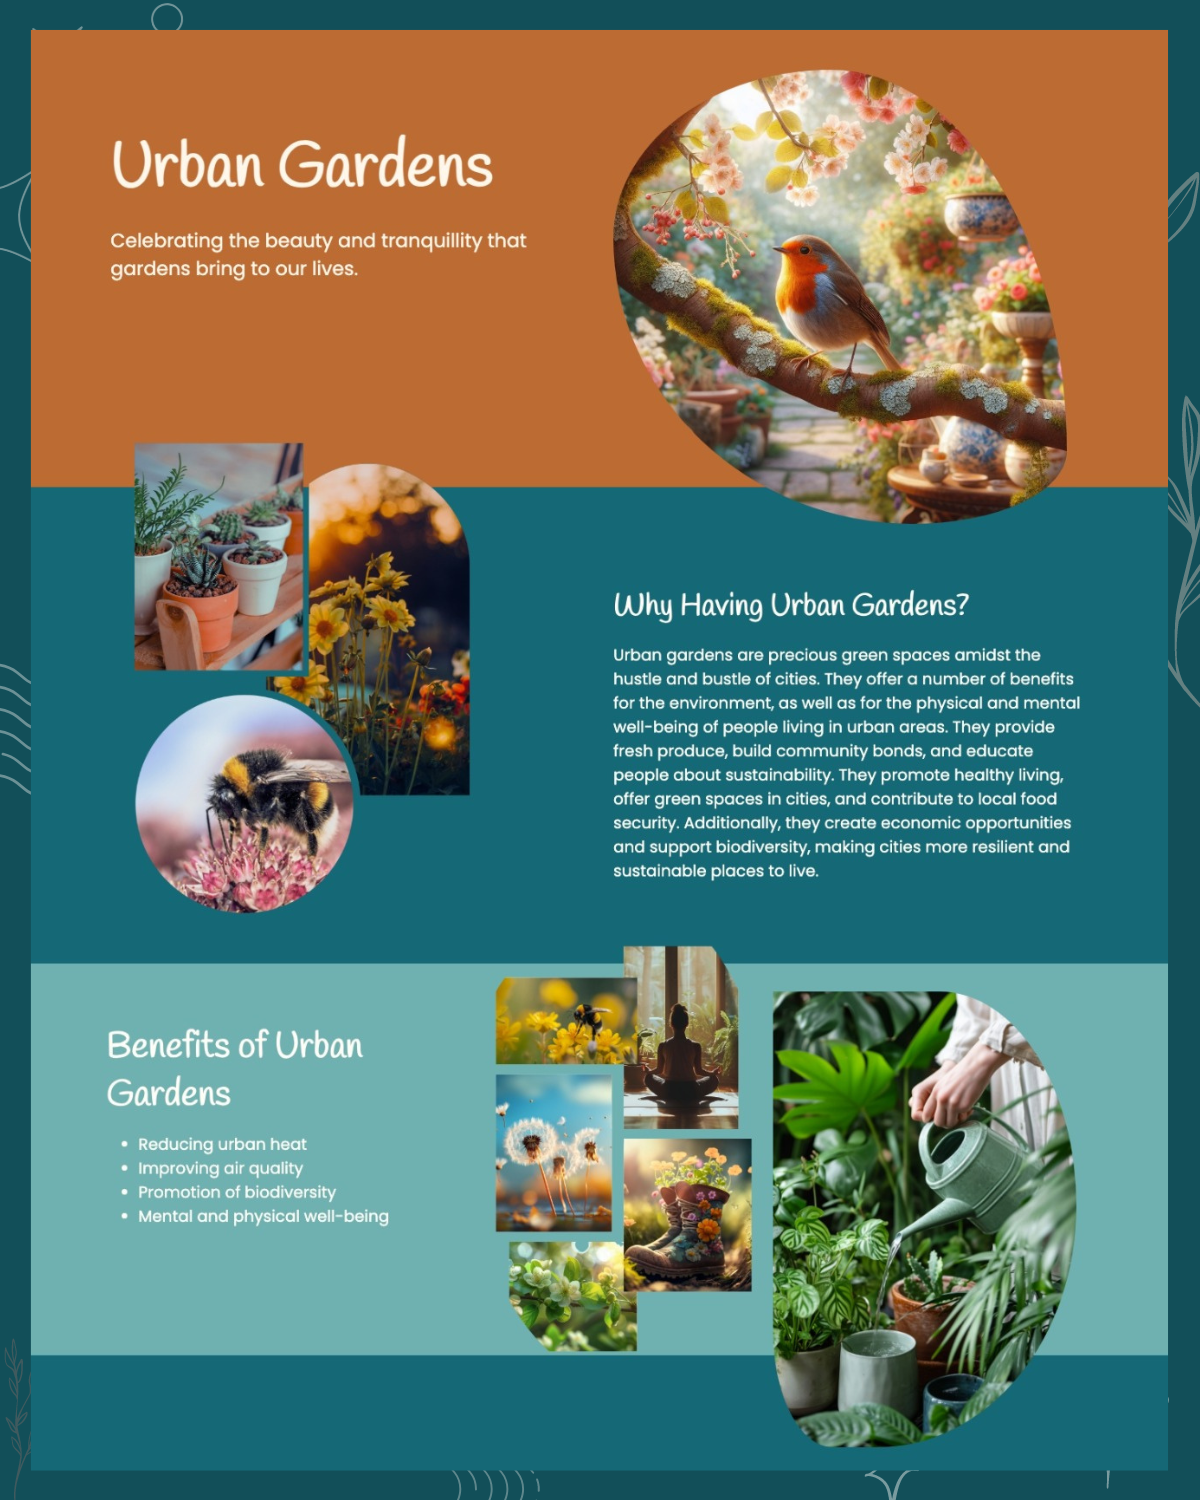 Urban Gardens
Celebrating the beauty and tranquillity that
gardens bring to our lives.
Why Having Urban Gardens?
Urban gardens are precious green spaces amidst the
hustle and bustle of cities. They offer a number of benefits
for the environment, as well as for the physical and mental
well-being of people living in urban areas. They provide
fresh produce, build community bonds, and educate
people about sustainability. They promote healthy living,
offer green spaces in cities, and contribute to local food
security. Additionally, they create economic opportunities
and support biodiversity, making cities more resilient and
sustainable places to live.
Benefits of Urban
Gardens
• Reducing urban heat
• Improving air quality
• Promotion of biodiversity
• Mental and physical well-being